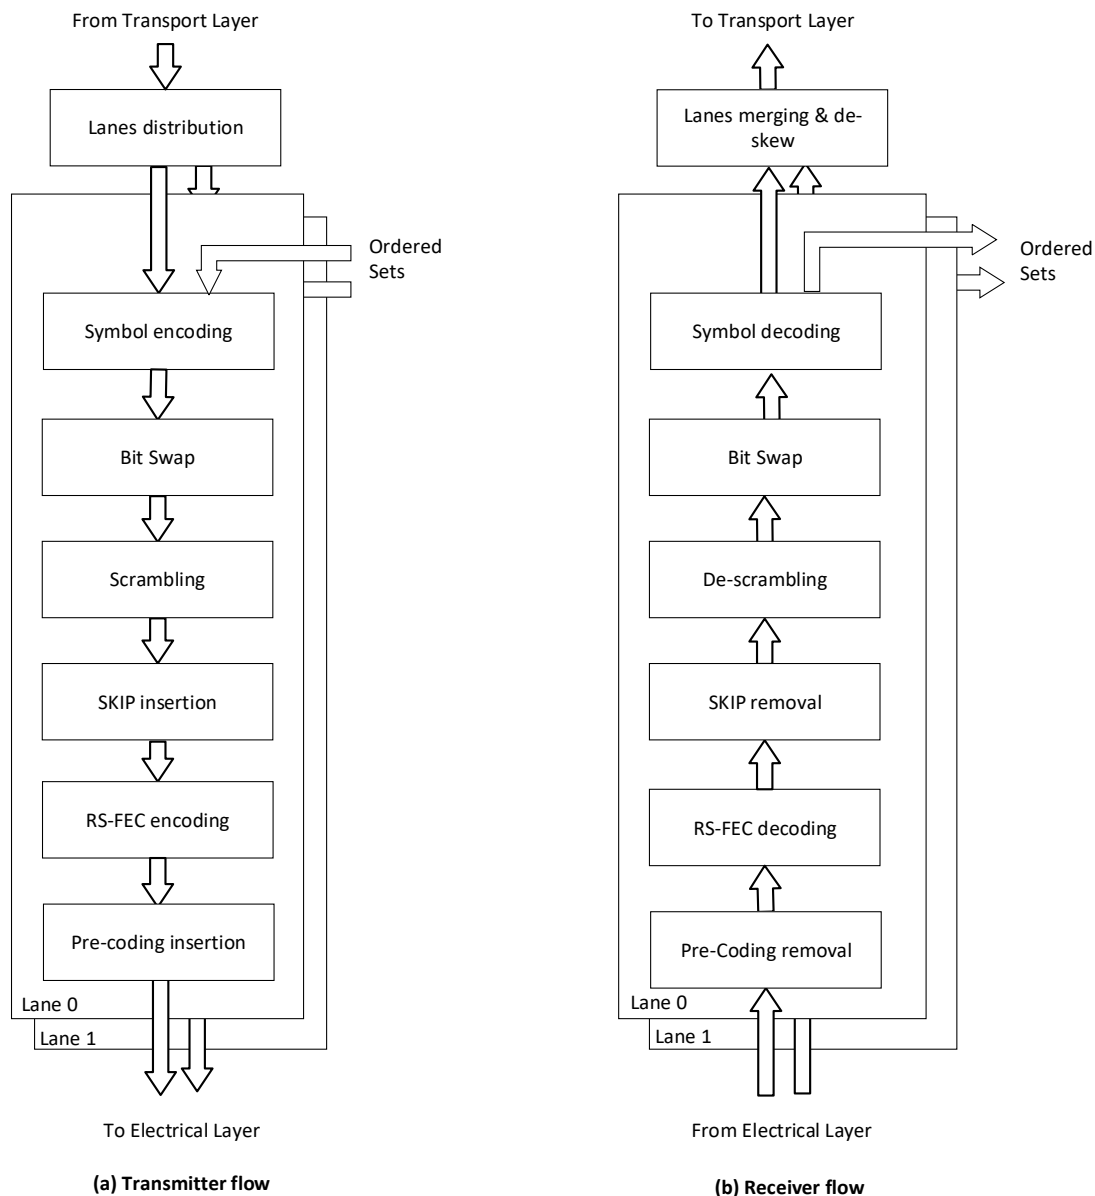 From Transport Layer
Lanes distribution
Ordered
Sets
Symbol encoding
Bit Swap
Scrambling
SKIP insertion
RS-FEC encoding
Pre-coding insertion
Lane 0
Lane 1
To Electrical Layer
(a) Transmitter flow
To Transport Layer
Lanes merging & de-
skew
Ordered
Sets
Symbol decoding
Bit Swap
De-scrambling
SKIP removal
RS-FEC decoding
Pre-Coding removal
Lane 0
Lane 1
From Electrical Layer
(b) Receiver flow